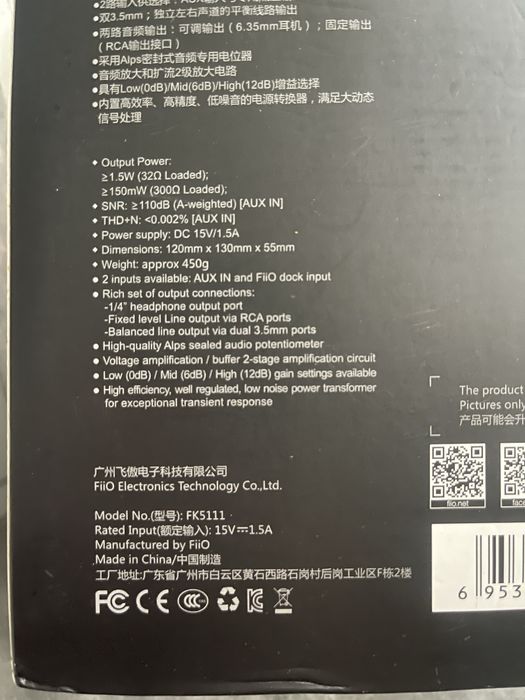 ●双3.5mm；独立左右声道的平衡线路输出
●两路音频输出：可调输出（6.35mm耳机）；固定输出
（RCA输出接口）
●采用Alps密封式音频专用电位器
●音频放大和扩流2级放大电路
●具有Low(0dB)/Mid(6dB)/High(12dB)增益选择
●内置高效率、高精度、低噪音的电源转换器，满足大动态
信号处理
◆ Output Power:
≥1.5W (32Ω Loaded);
≥150mW (300Ω Loaded);
◆ SNR: ≥110dB (A-weighted) [AUX IN]
◆ THD+N: <0.002% [AUX IN]
◆ Power supply: DC 15V/1.5A
◆ Dimensions: 120mm x 130mm x 55mm
◆ Weight: approx 450g
● 2 inputs available: AUX IN and FiiO dock input
● Rich set of output connections:
-1/4" headphone output port
-Fixed level Line output via RCA ports
-Balanced line output via dual 3.5mm ports
● High-quality Alps sealed audio potentiometer
● Voltage amplification / buffer 2-stage amplification circuit
● Low (0dB) / Mid (6dB) / High (12dB) gain settings available
● High efficiency, well regulated, low noise power transformer
for exceptional transient response
The product
Pictures only
产品可能会升
fiio.net
广州飞傲电子科技有限公司
FiiO Electronics Technology Co.,Ltd.
Model No.(型号): FK5111
Rated Input(额定输入): 15V⎓1.5A
Manufactured by FiiO
Made in China/中国制造
工厂地址:广东省广州市白云区黄石西路石岗村后岗工业区F栋2楼
FC CE CCC
6 953